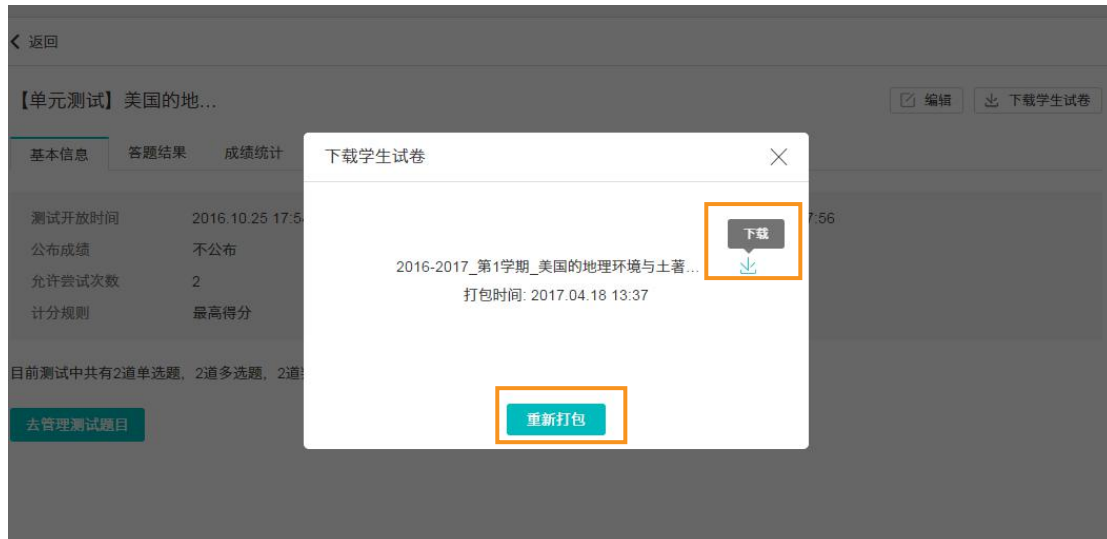 返回
【单元测试】美国的地...
编辑 下载学生试卷
基本信息 答题结果 成绩统计
下载学生试卷
测试开放时间 2016.10.25 17:5 7:56
公布成绩 不公布
允许尝试次数 2
计分规则 最高得分
下载
2016-2017_第1学期_美国的地理环境与土著...
打包时间: 2017.04.18 13:37
目前测试中共有2道单选题，2道多选题，2道
重新打包
去管理测试题目